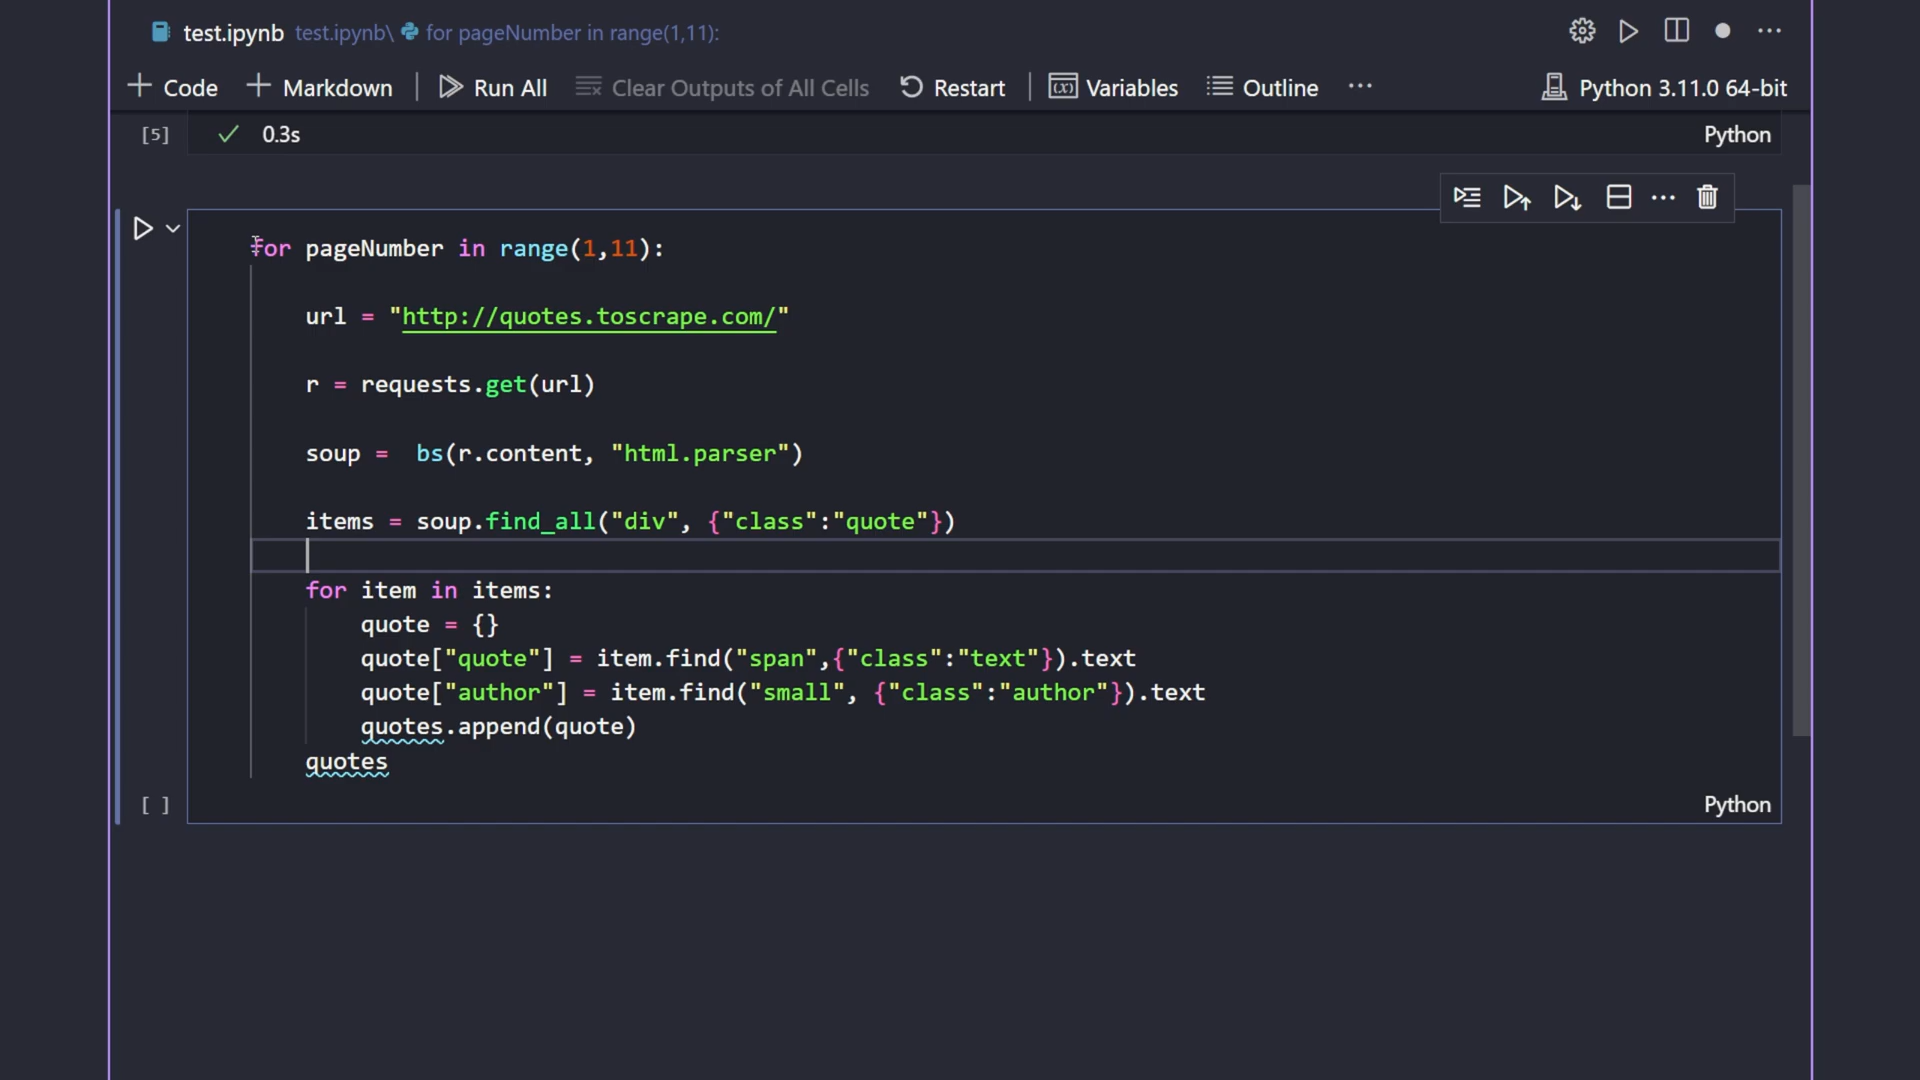 test.ipynb test.ipynb\ for pageNumber in range(1,11):
Code Markdown Run All Clear Outputs of All Cells Restart (x) Variables Outline ... Python 3.11.0 64-bit
[5] 0.3s Python
for pageNumber in range(1,11):
url = "http://quotes.toscrape.com/"
r = requests.get(url)
soup =  bs(r.content, "html.parser")
items = soup.find_all("div", {"class":"quote"})
for item in items:
quote = {}
quote["quote"] = item.find("span",{"class":"text"}).text
quote["author"] = item.find("small", {"class":"author"}).text
quotes.append(quote)
quotes
[ ] Python